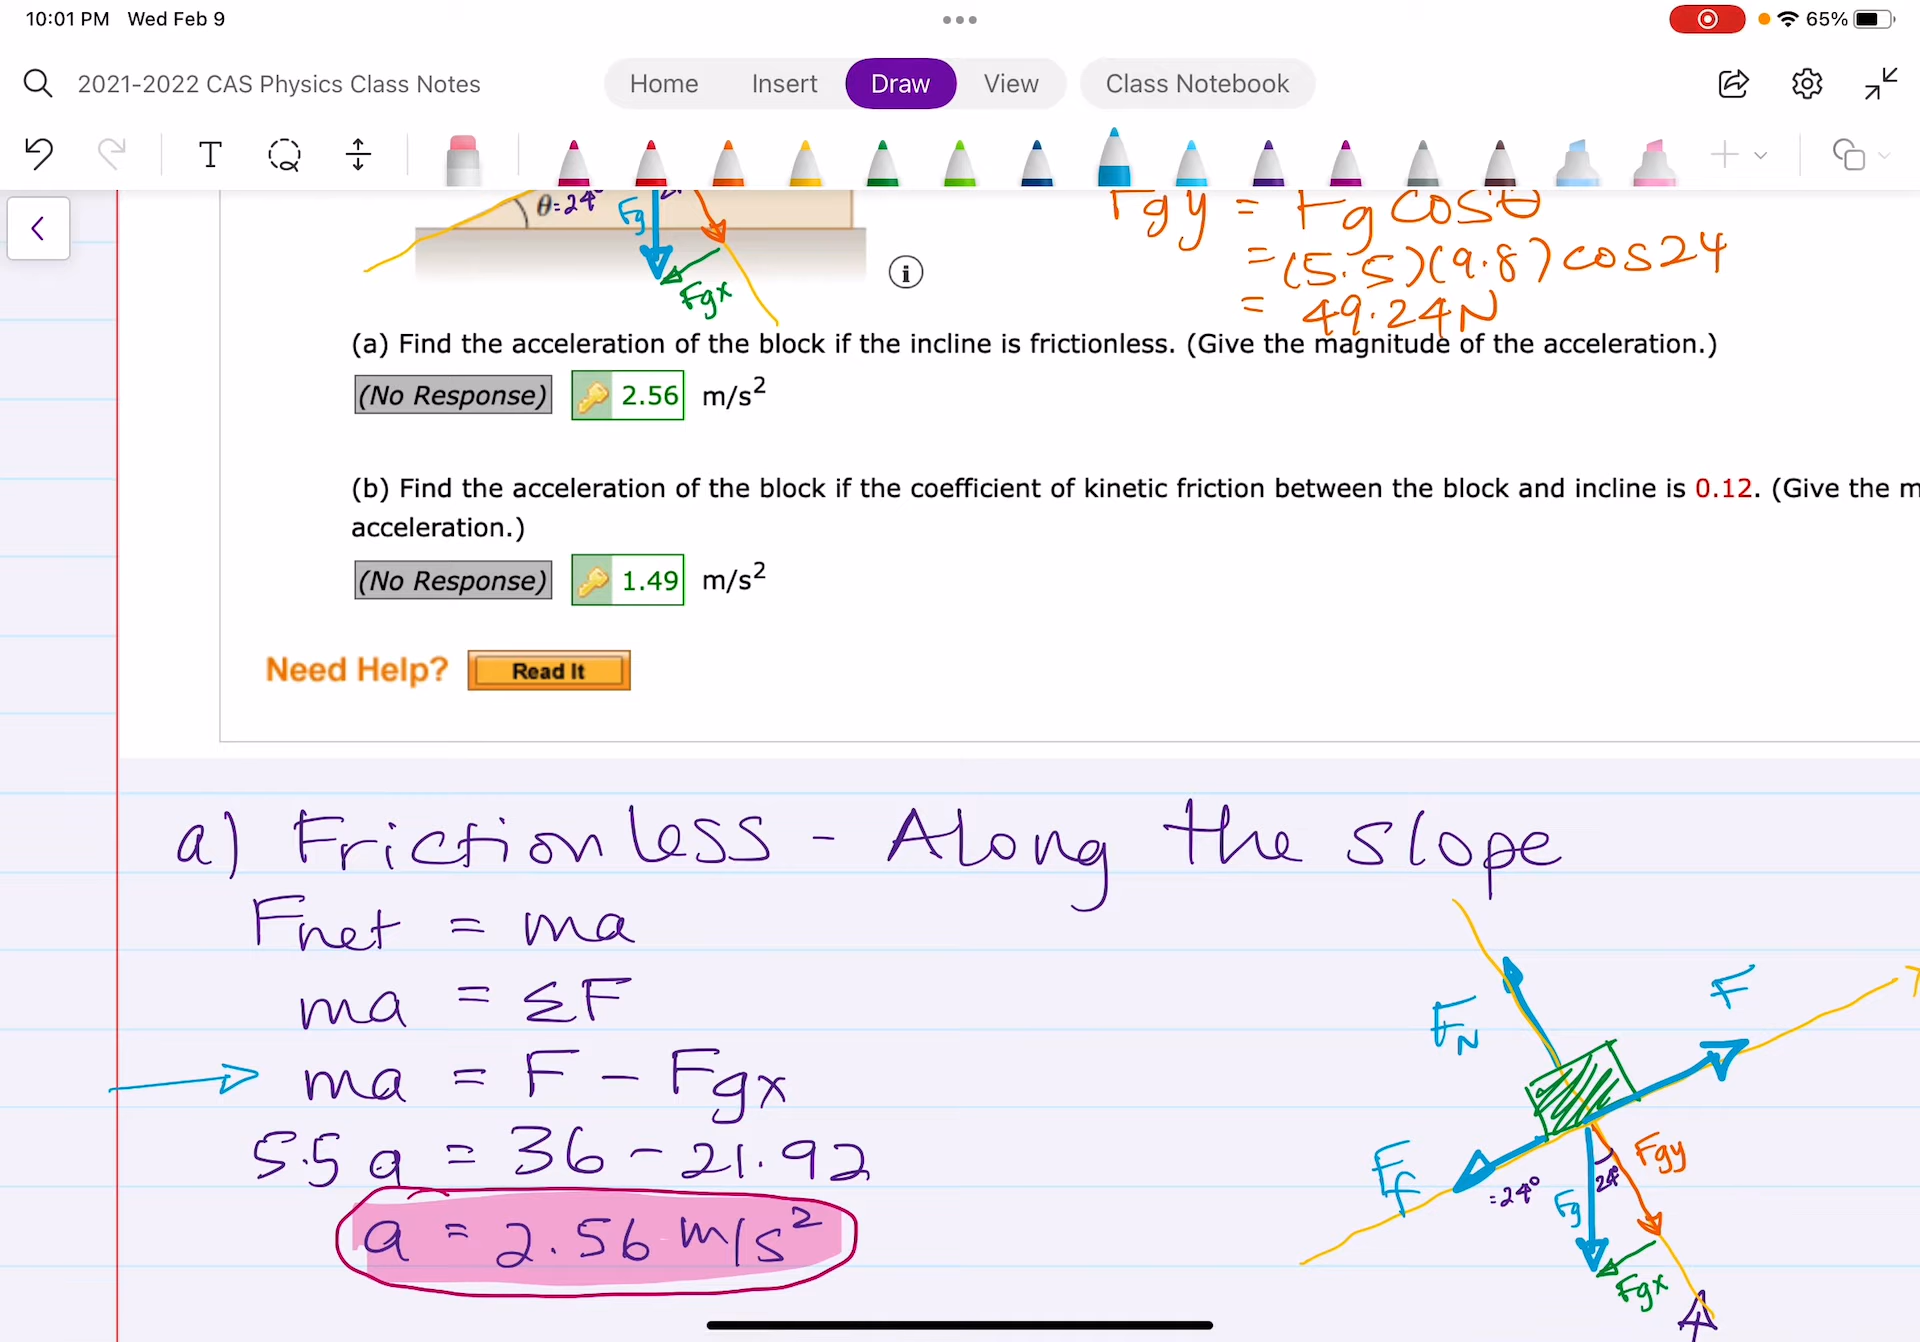 10:01 PM Wed Feb 9
65%
2021-2022 CAS Physics Class Notes
Home Insert Draw View Class Notebook
T
θ=24°
Fg
Fgx
Fgy = Fg cosθ
=(5.5)(9.8)cos24
= 49.24N
(a) Find the acceleration of the block if the incline is frictionless. (Give the magnitude of the acceleration.)
(No Response) 2.56 m/s²
(b) Find the acceleration of the block if the coefficient of kinetic friction between the block and incline is 0.12. (Give the m
acceleration.)
(No Response) 1.49 m/s²
Need Help? Read It
a) Frictionless - Along the slope
Fnet = ma
ma = ΣF
ma = F - Fgx
5.5 a = 36 - 21.92
a = 2.56 m/s²
FN
F
Ff
=24°
Fg
24°
Fgy
Fgx